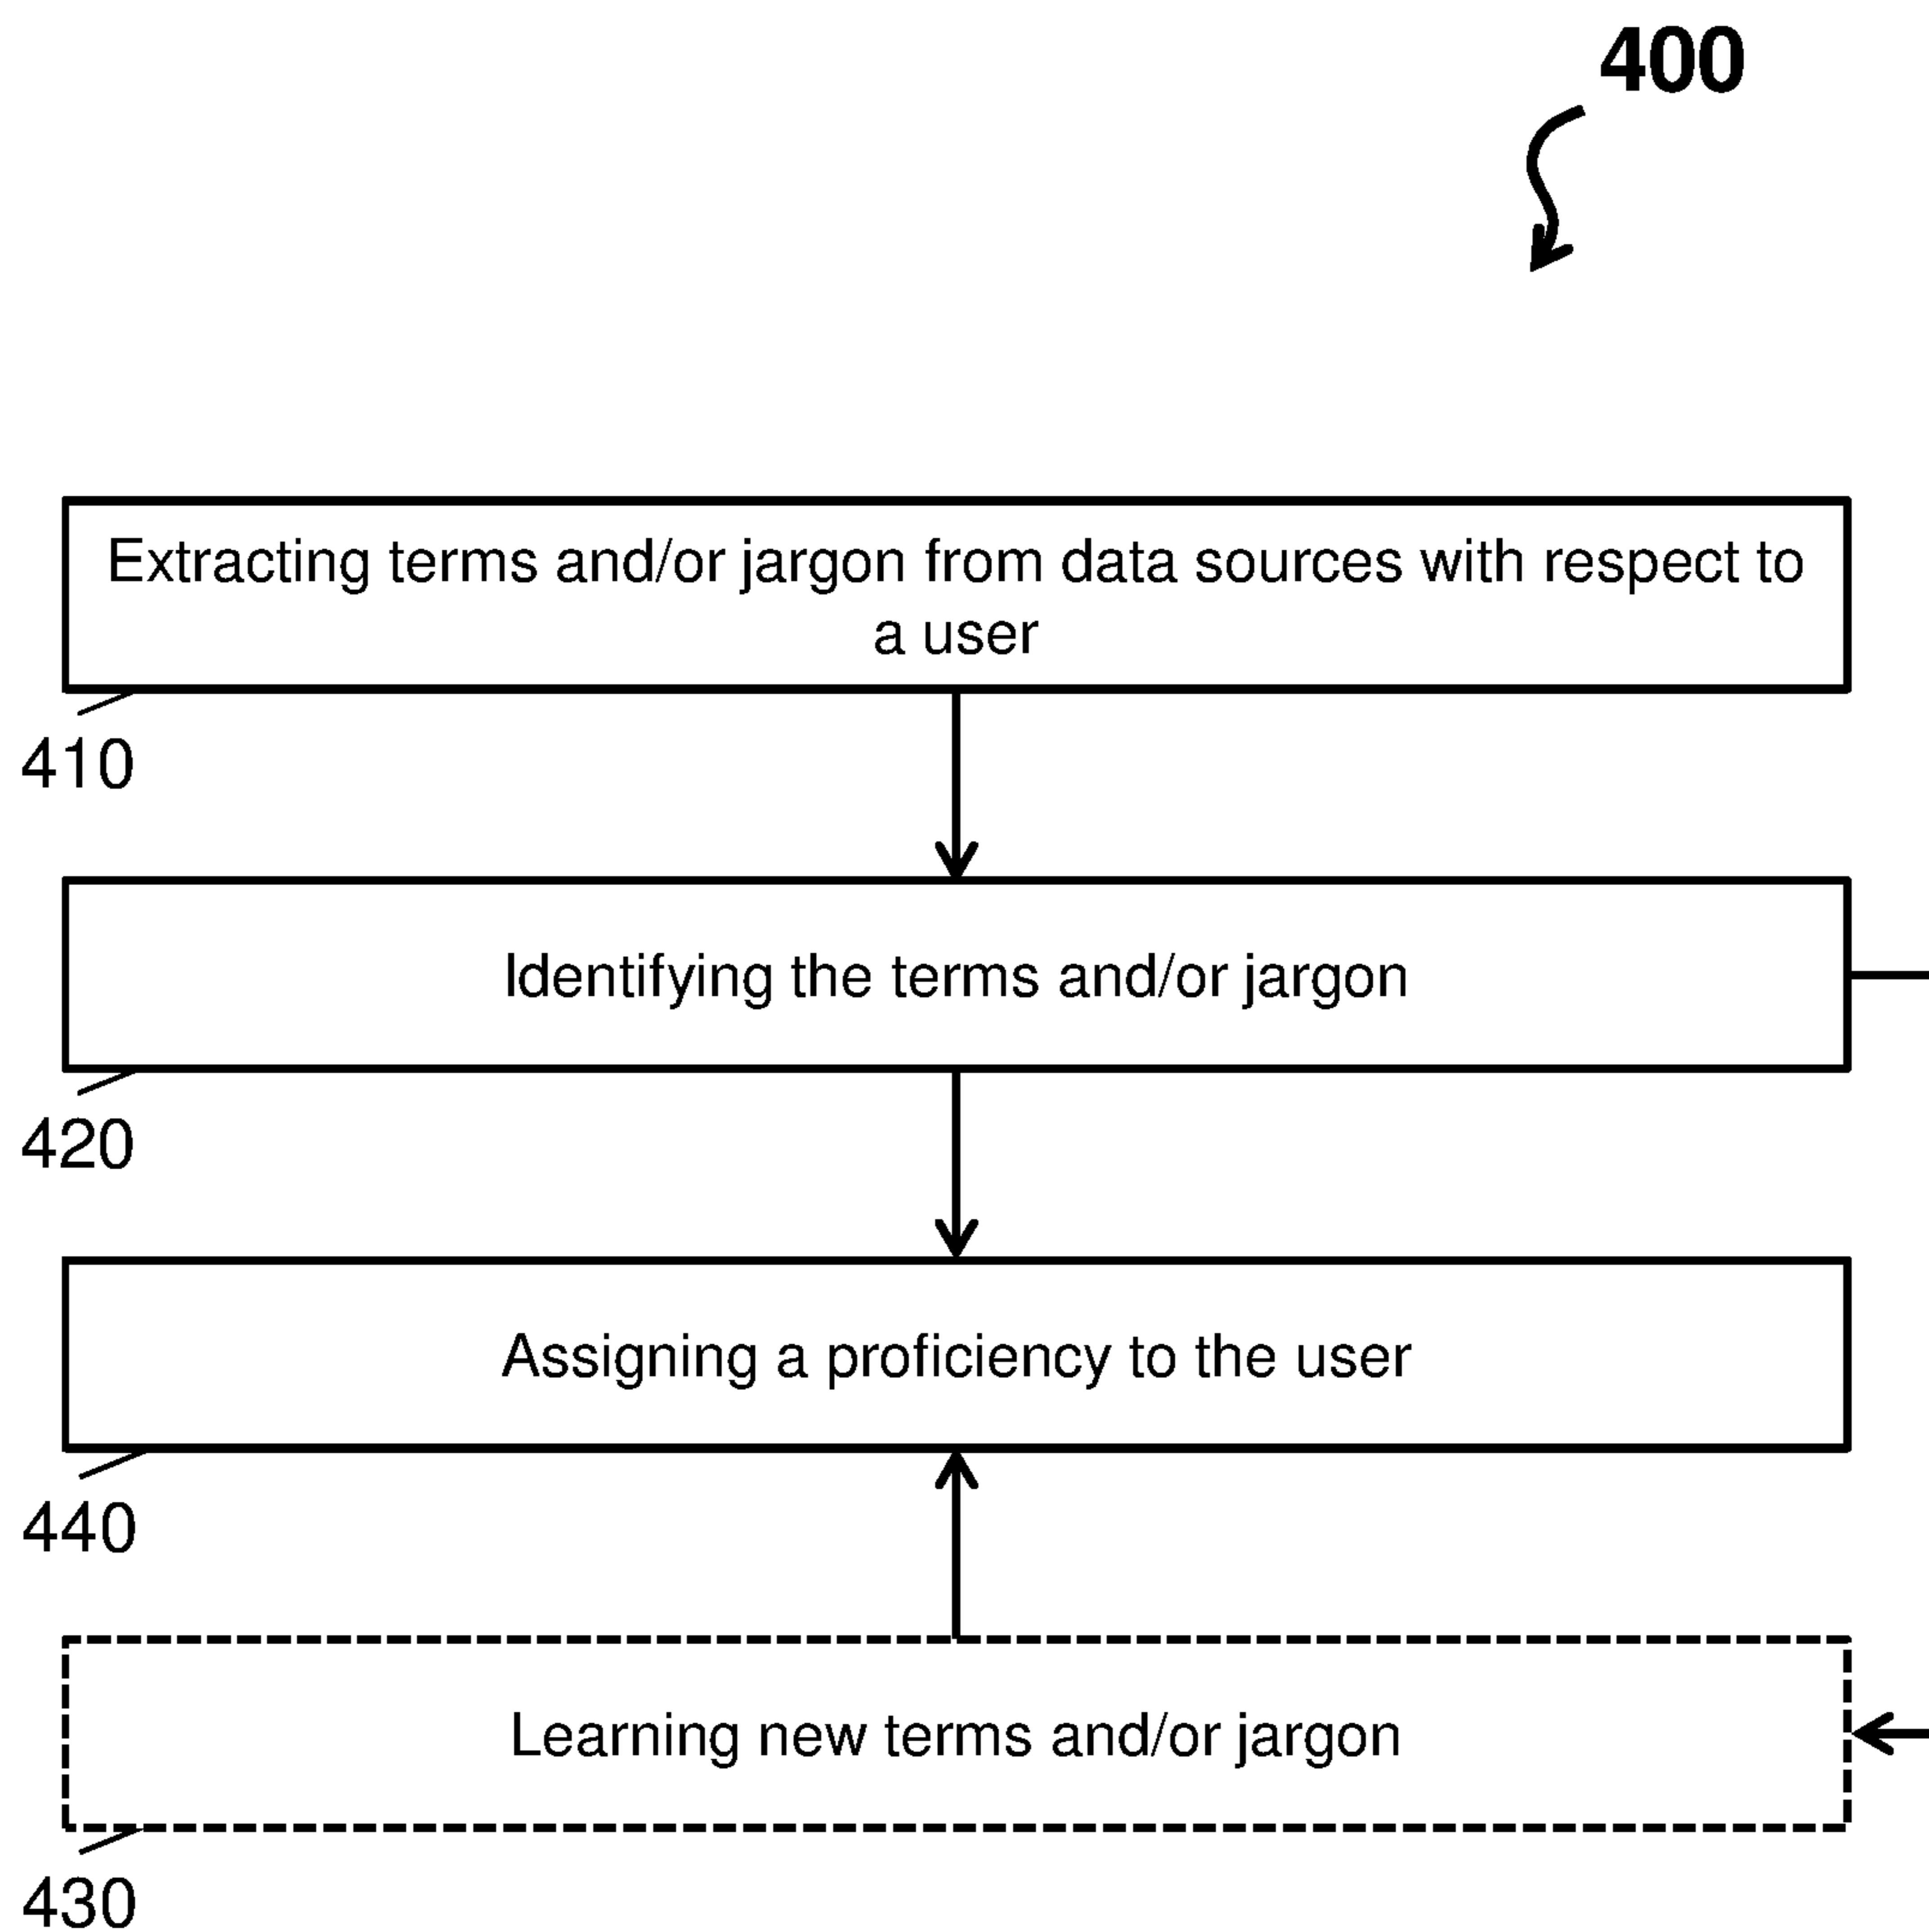 400
Extracting terms and/or jargon from data sources with respect to
a user
410
Identifying the terms and/or jargon
420
Assigning a proficiency to the user
440
Learning new terms and/or jargon
430